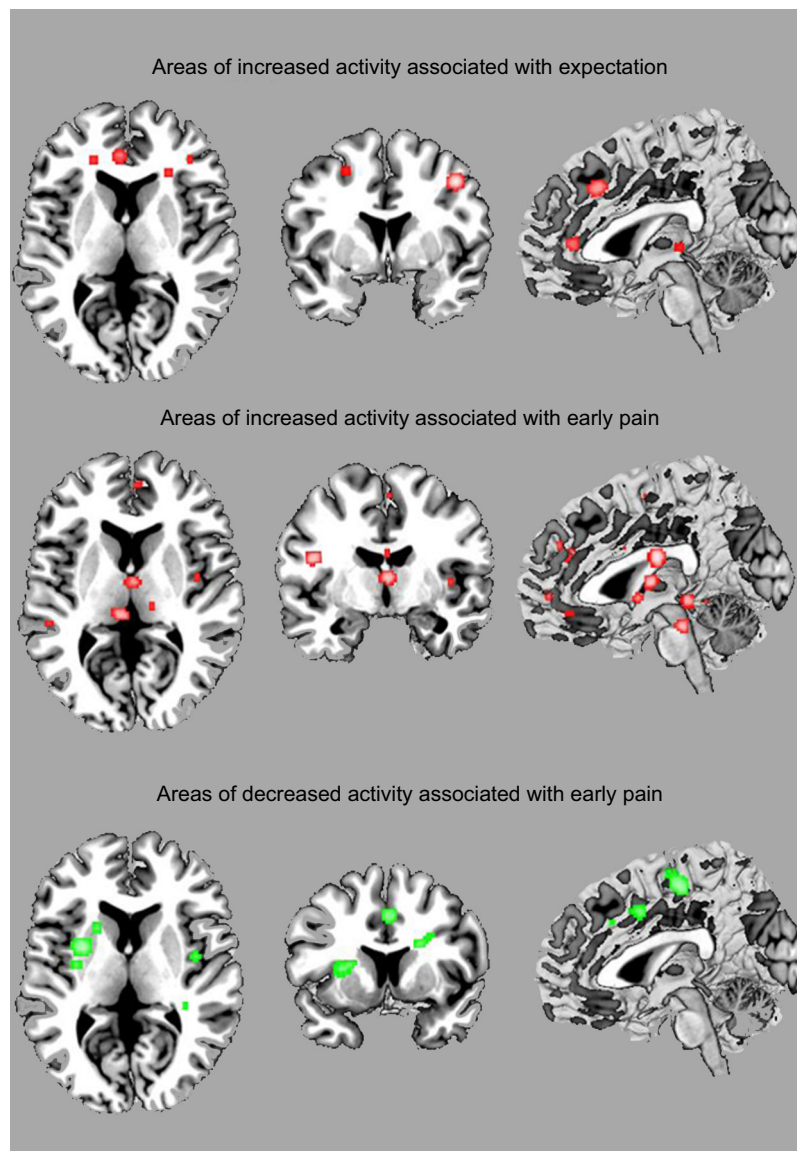 Areas of increased activity associated with expectation
Areas of increased activity associated with early pain
Areas of decreased activity associated with early pain